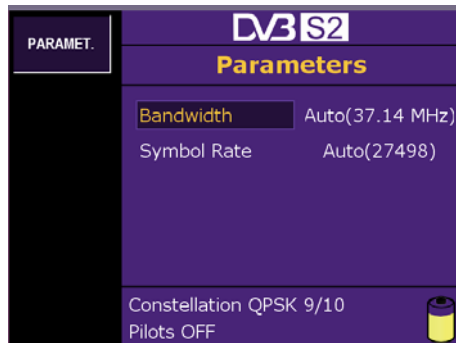 PARAMET.
DVB S2
Parameters
Bandwidth Auto(37.14 MHz)
Symbol Rate Auto(27498)
Constellation QPSK 9/10
Pilots OFF